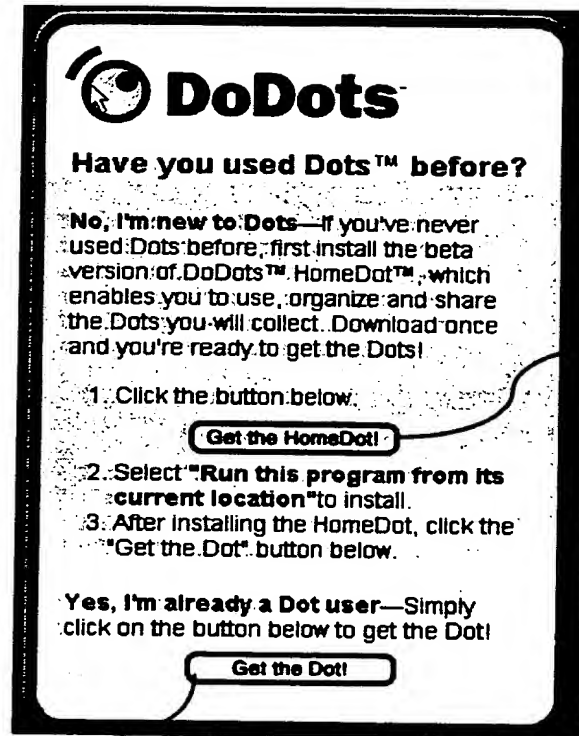 DoDots™
Have you used Dots™ before?
No, I'm new to Dots—If you've never
used Dots before, first install the beta
version of DoDots™ HomeDot™, which
enables you to use, organize and share
the Dots you will collect. Download once
and you're ready to get the Dots!
1. Click the button below.
Get the HomeDot!
2. Select "Run this program from its
current location" to install.
3. After installing the HomeDot, click the
"Get the Dot" button below.
Yes, I'm already a Dot user—Simply
click on the button below to get the Dot!
Get the Dot!